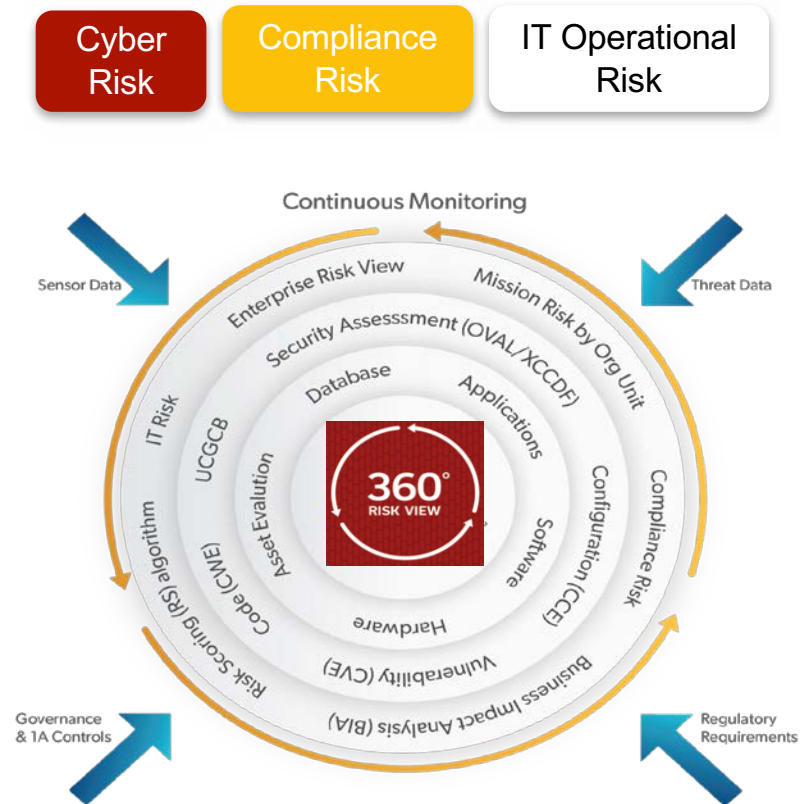 Cyber
Risk
Compliance
Risk
IT Operational
Risk
Continuous Monitoring
Sensor Data
Threat Data
Enterprise Risk View
Mission Risk by Org Unit
IT Risk
Compliance Risk
Risk Scoring (RS) algorithm
Business Impact Analysis (BIA)
Security Assesssment (OVAL/XCCDF)
UCGCB
Configuration (CCE)
Code (CWE)
Vulnerability (CVE)
Database
Applications
Asset Evalution
Software
Hardware
360°
RISK VIEW
Governance
& 1A Controls
Regulatory
Requirements